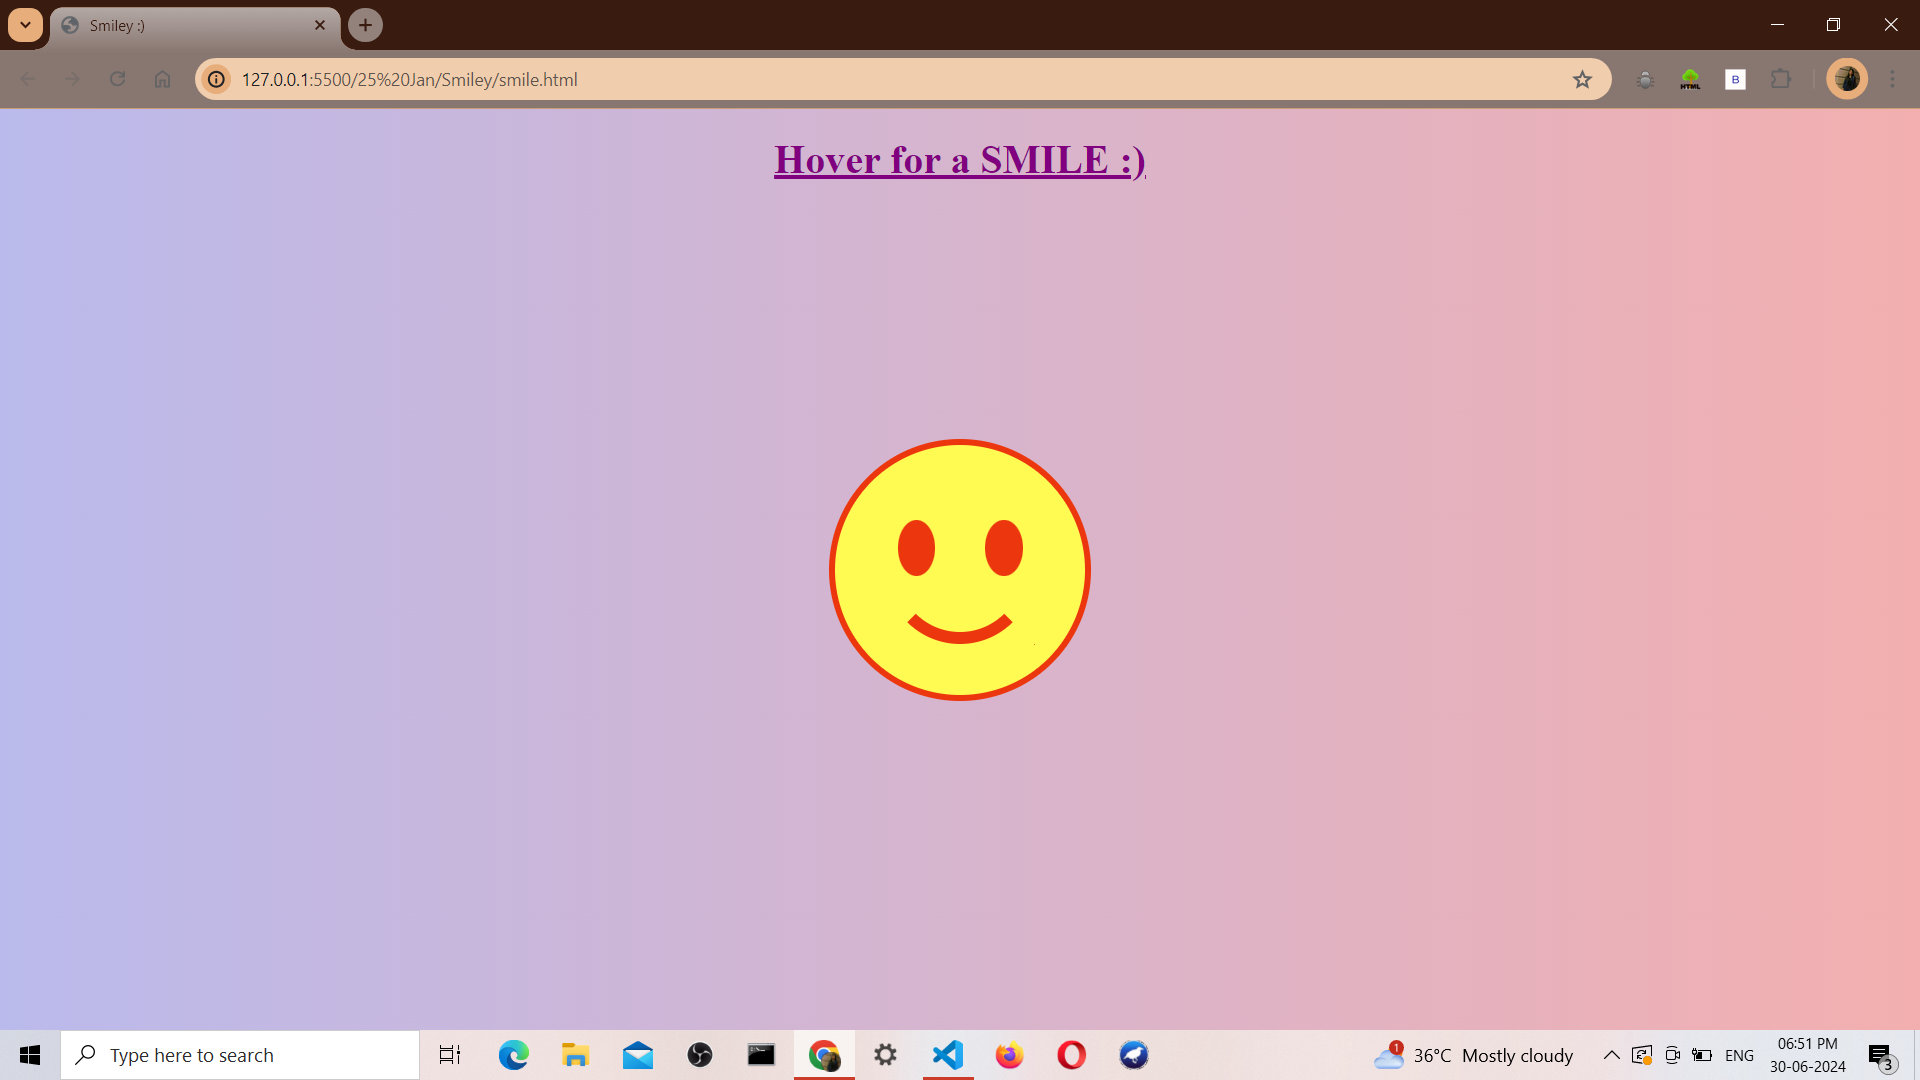 Smiley :)
127.0.0.1:5500/25%20Jan/Smiley/smile.html
HTML
B
Hover for a SMILE :)
Type here to search
1
36°C Mostly cloudy
ENG
06:51 PM
30-06-2024
3